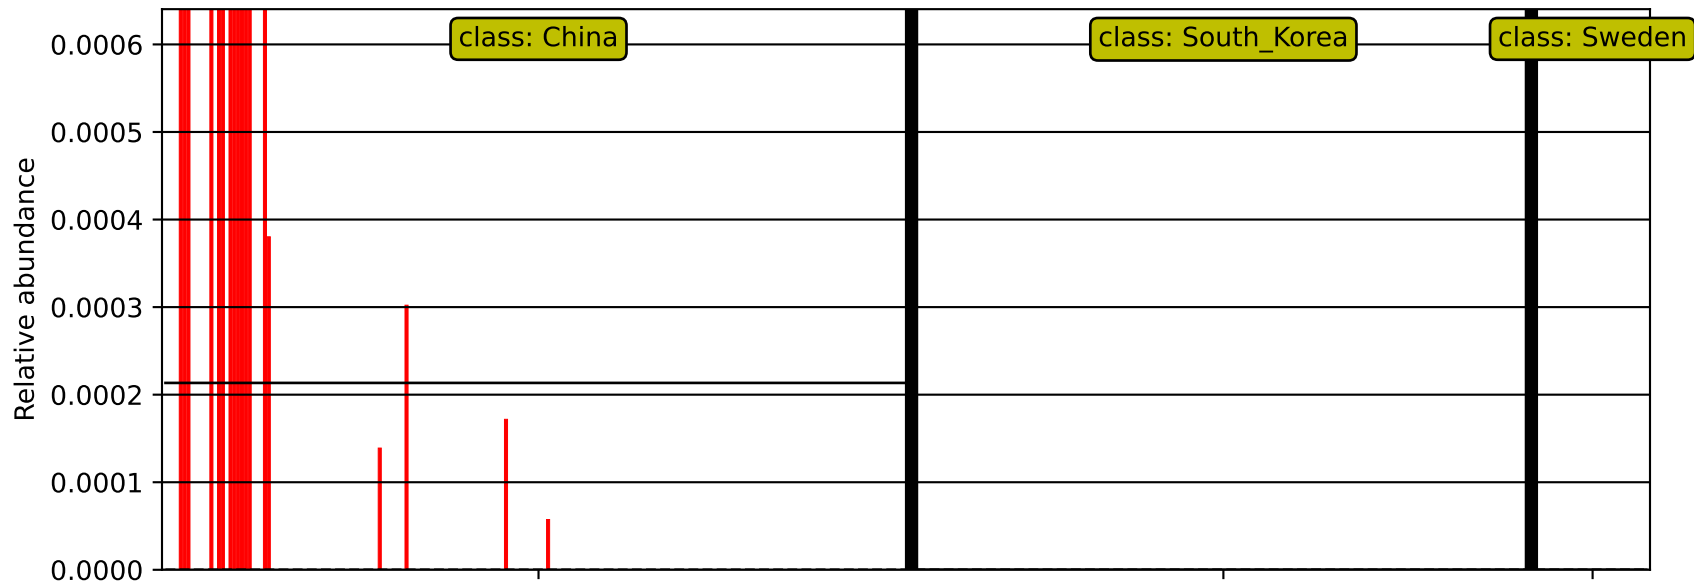 class: China
class: South_Korea
class: Sweden
0.0006
0.0005
0.0004
0.0003
0.0002
0.0001
0.0000
Relative abundance